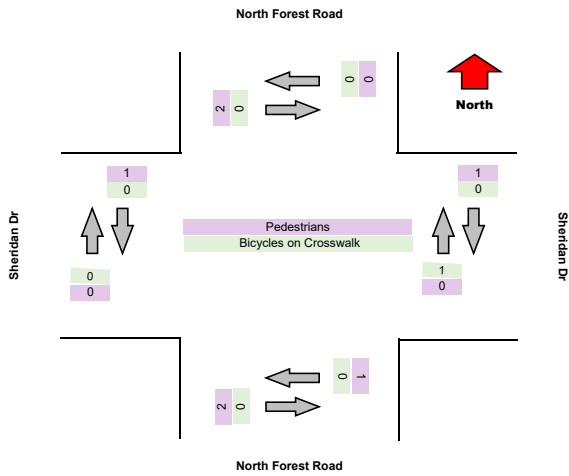 North Forest Road
0 0
2 0
North
1
0
1
0
Sheridan Dr
Pedestrians
Bicycles on Crosswalk
Sheridan Dr
0
0
1
0
0 1
2 0
North Forest Road